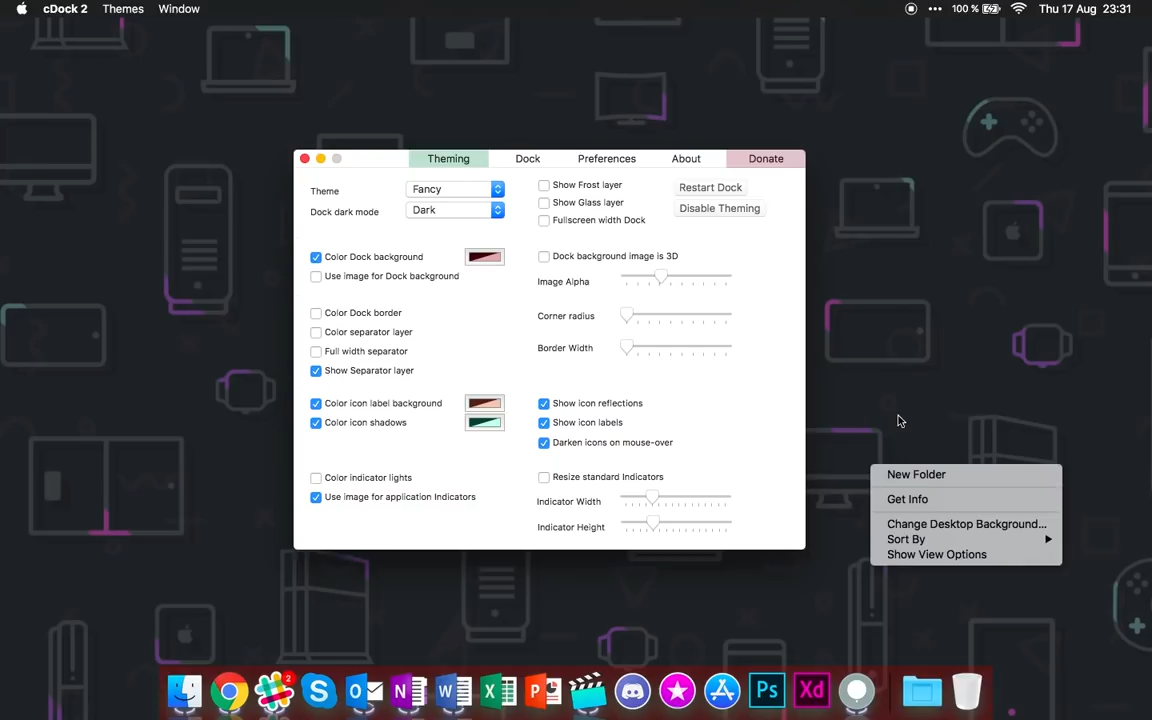 cDock 2 Themes Window
100 % Thu 17 Aug 23:31
Theming Dock Preferences About Donate
Theme Fancy
Dock dark mode Dark
Show Frost layer
Show Glass layer
Fullscreen width Dock
Restart Dock
Disable Theming
Color Dock background
Use image for Dock background
Dock background image is 3D
Image Alpha
Color Dock border
Color separator layer
Full width separator
Show Separator layer
Corner radius
Border Width
Color icon label background
Color icon shadows
Show icon reflections
Show icon labels
Darken icons on mouse-over
Color indicator lights
Use image for application Indicators
Resize standard Indicators
Indicator Width
Indicator Height
New Folder
Get Info
Change Desktop Background...
Sort By
Show View Options
2
S
O
N
W
X
P
Ps
Xd